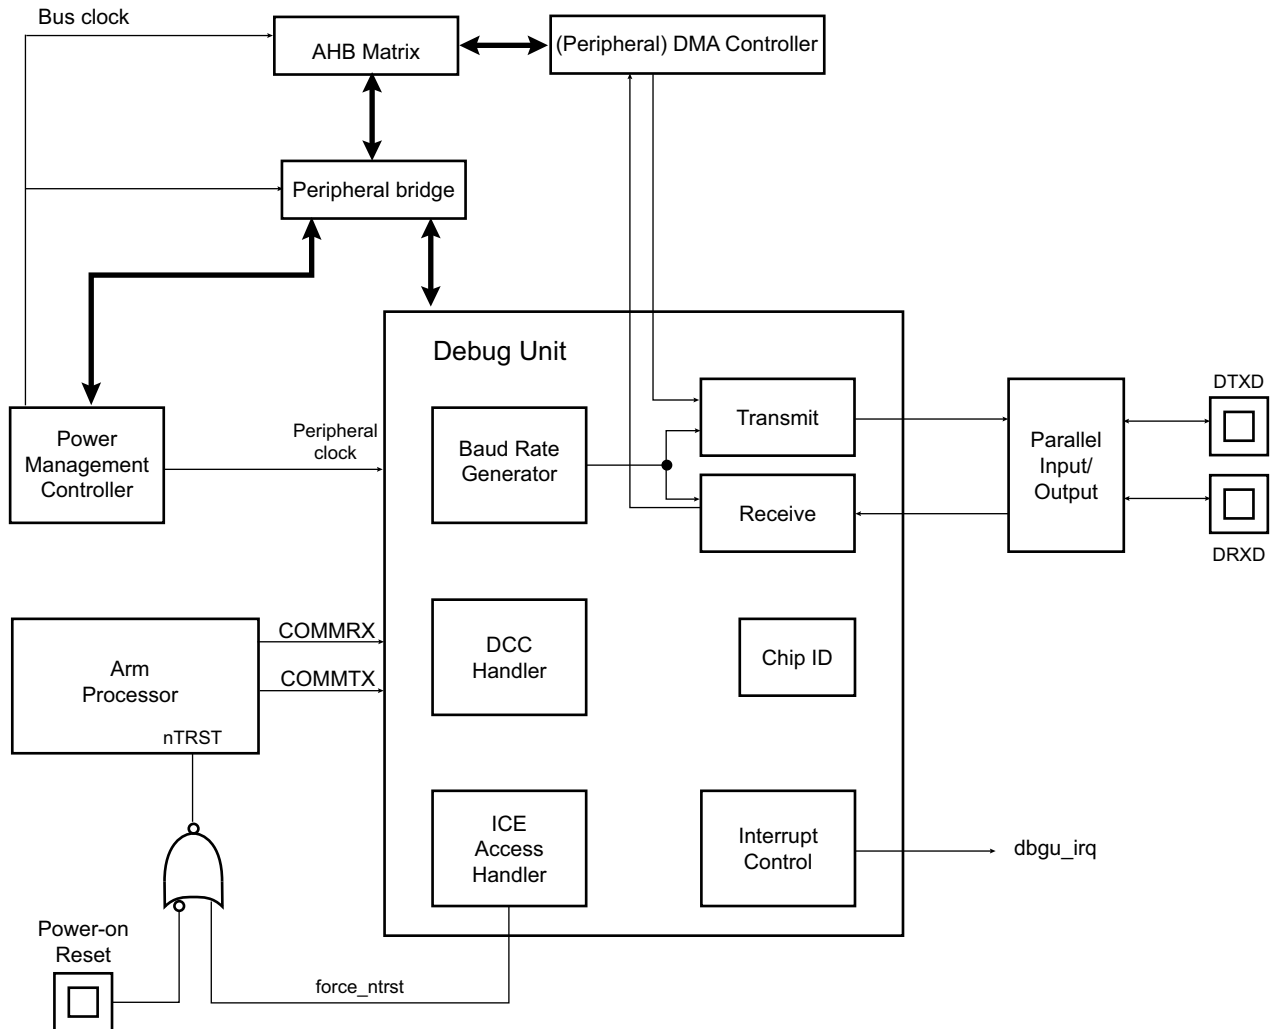 Bus clock
AHB Matrix
(Peripheral) DMA Controller
Peripheral bridge
Debug Unit
Power
Management
Controller
Peripheral
clock
Baud Rate
Generator
Transmit
Receive
Parallel
Input/
Output
DTXD
DRXD
Arm
Processor
nTRST
COMMRX
COMMTX
DCC
Handler
Chip ID
ICE
Access
Handler
Interrupt
Control
dbgu_irq
Power-on
Reset
force_ntrst